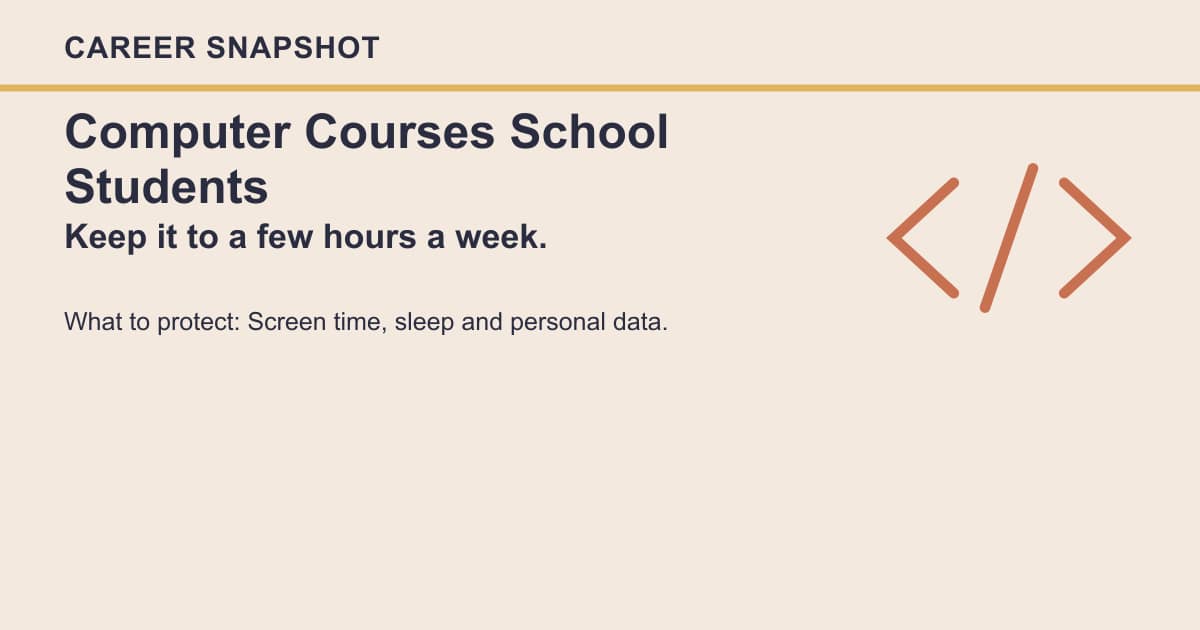 CAREER SNAPSHOT
Computer Courses School
Students
Keep it to a few hours a week.
What to protect: Screen time, sleep and personal data.